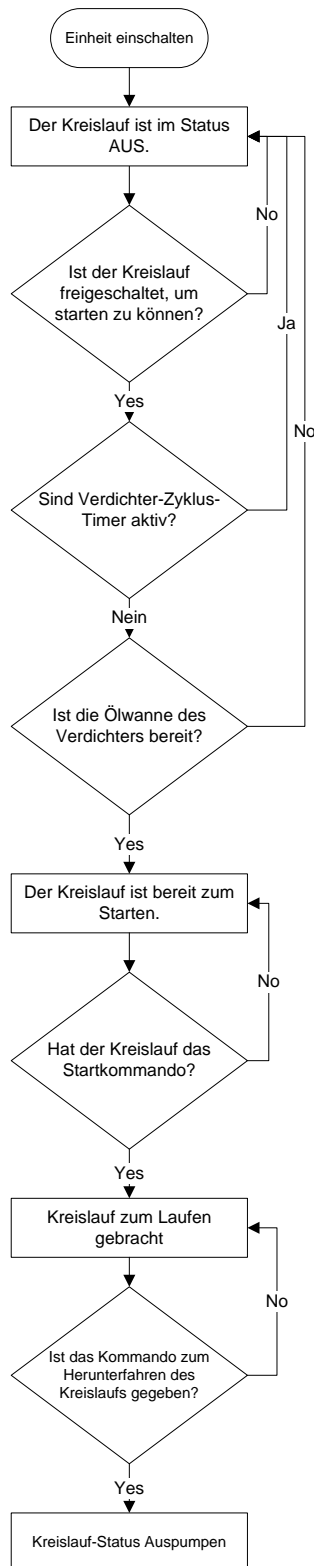 Einheit einschalten
Der Kreislauf ist im Status
AUS.
No
Ist der Kreislauf
freigeschaltet, um
starten zu können?
Ja
Yes
No
Sind Verdichter-Zyklus-
Timer aktiv?
Nein
Ist die Ölwanne des
Verdichters bereit?
Yes
Der Kreislauf ist bereit zum
Starten.
No
Hat der Kreislauf das
Startkommando?
Yes
Kreislauf zum Laufen
gebracht
No
Ist das Kommando zum
Herunterfahren des
Kreislaufs gegeben?
Yes
Kreislauf-Status Auspumpen